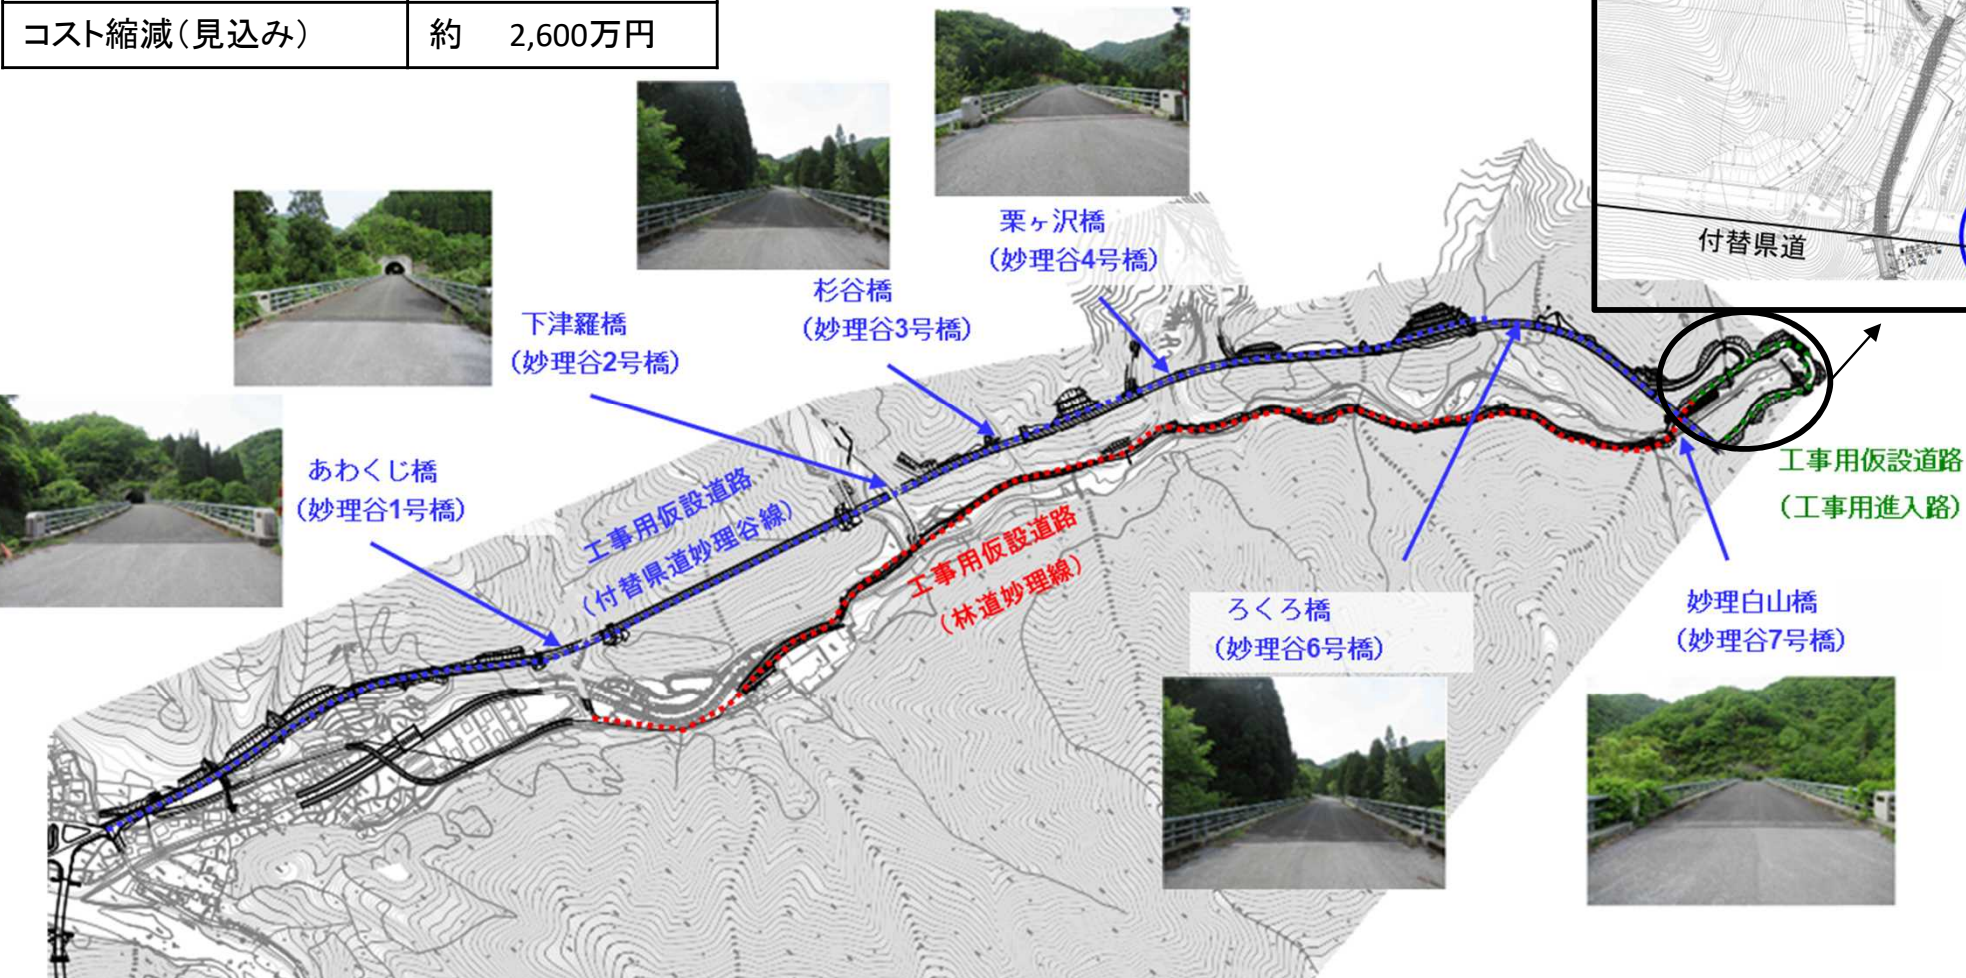 コスト縮減（見込み）
約 2,600万円
栗ヶ沢橋
（妙理谷4号橋）
付替県道
杉谷橋
（妙理谷3号橋）
下津羅橋
（妙理谷2号橋）
あわくじ橋
（妙理谷1号橋）
工事用仮設道路
（付替県道妙理谷線）
工事用仮設道路
（林道妙理線）
工事用仮設道路
（工事用進入路）
ろくろ橋
（妙理谷6号橋）
妙理白山橋
（妙理谷7号橋）